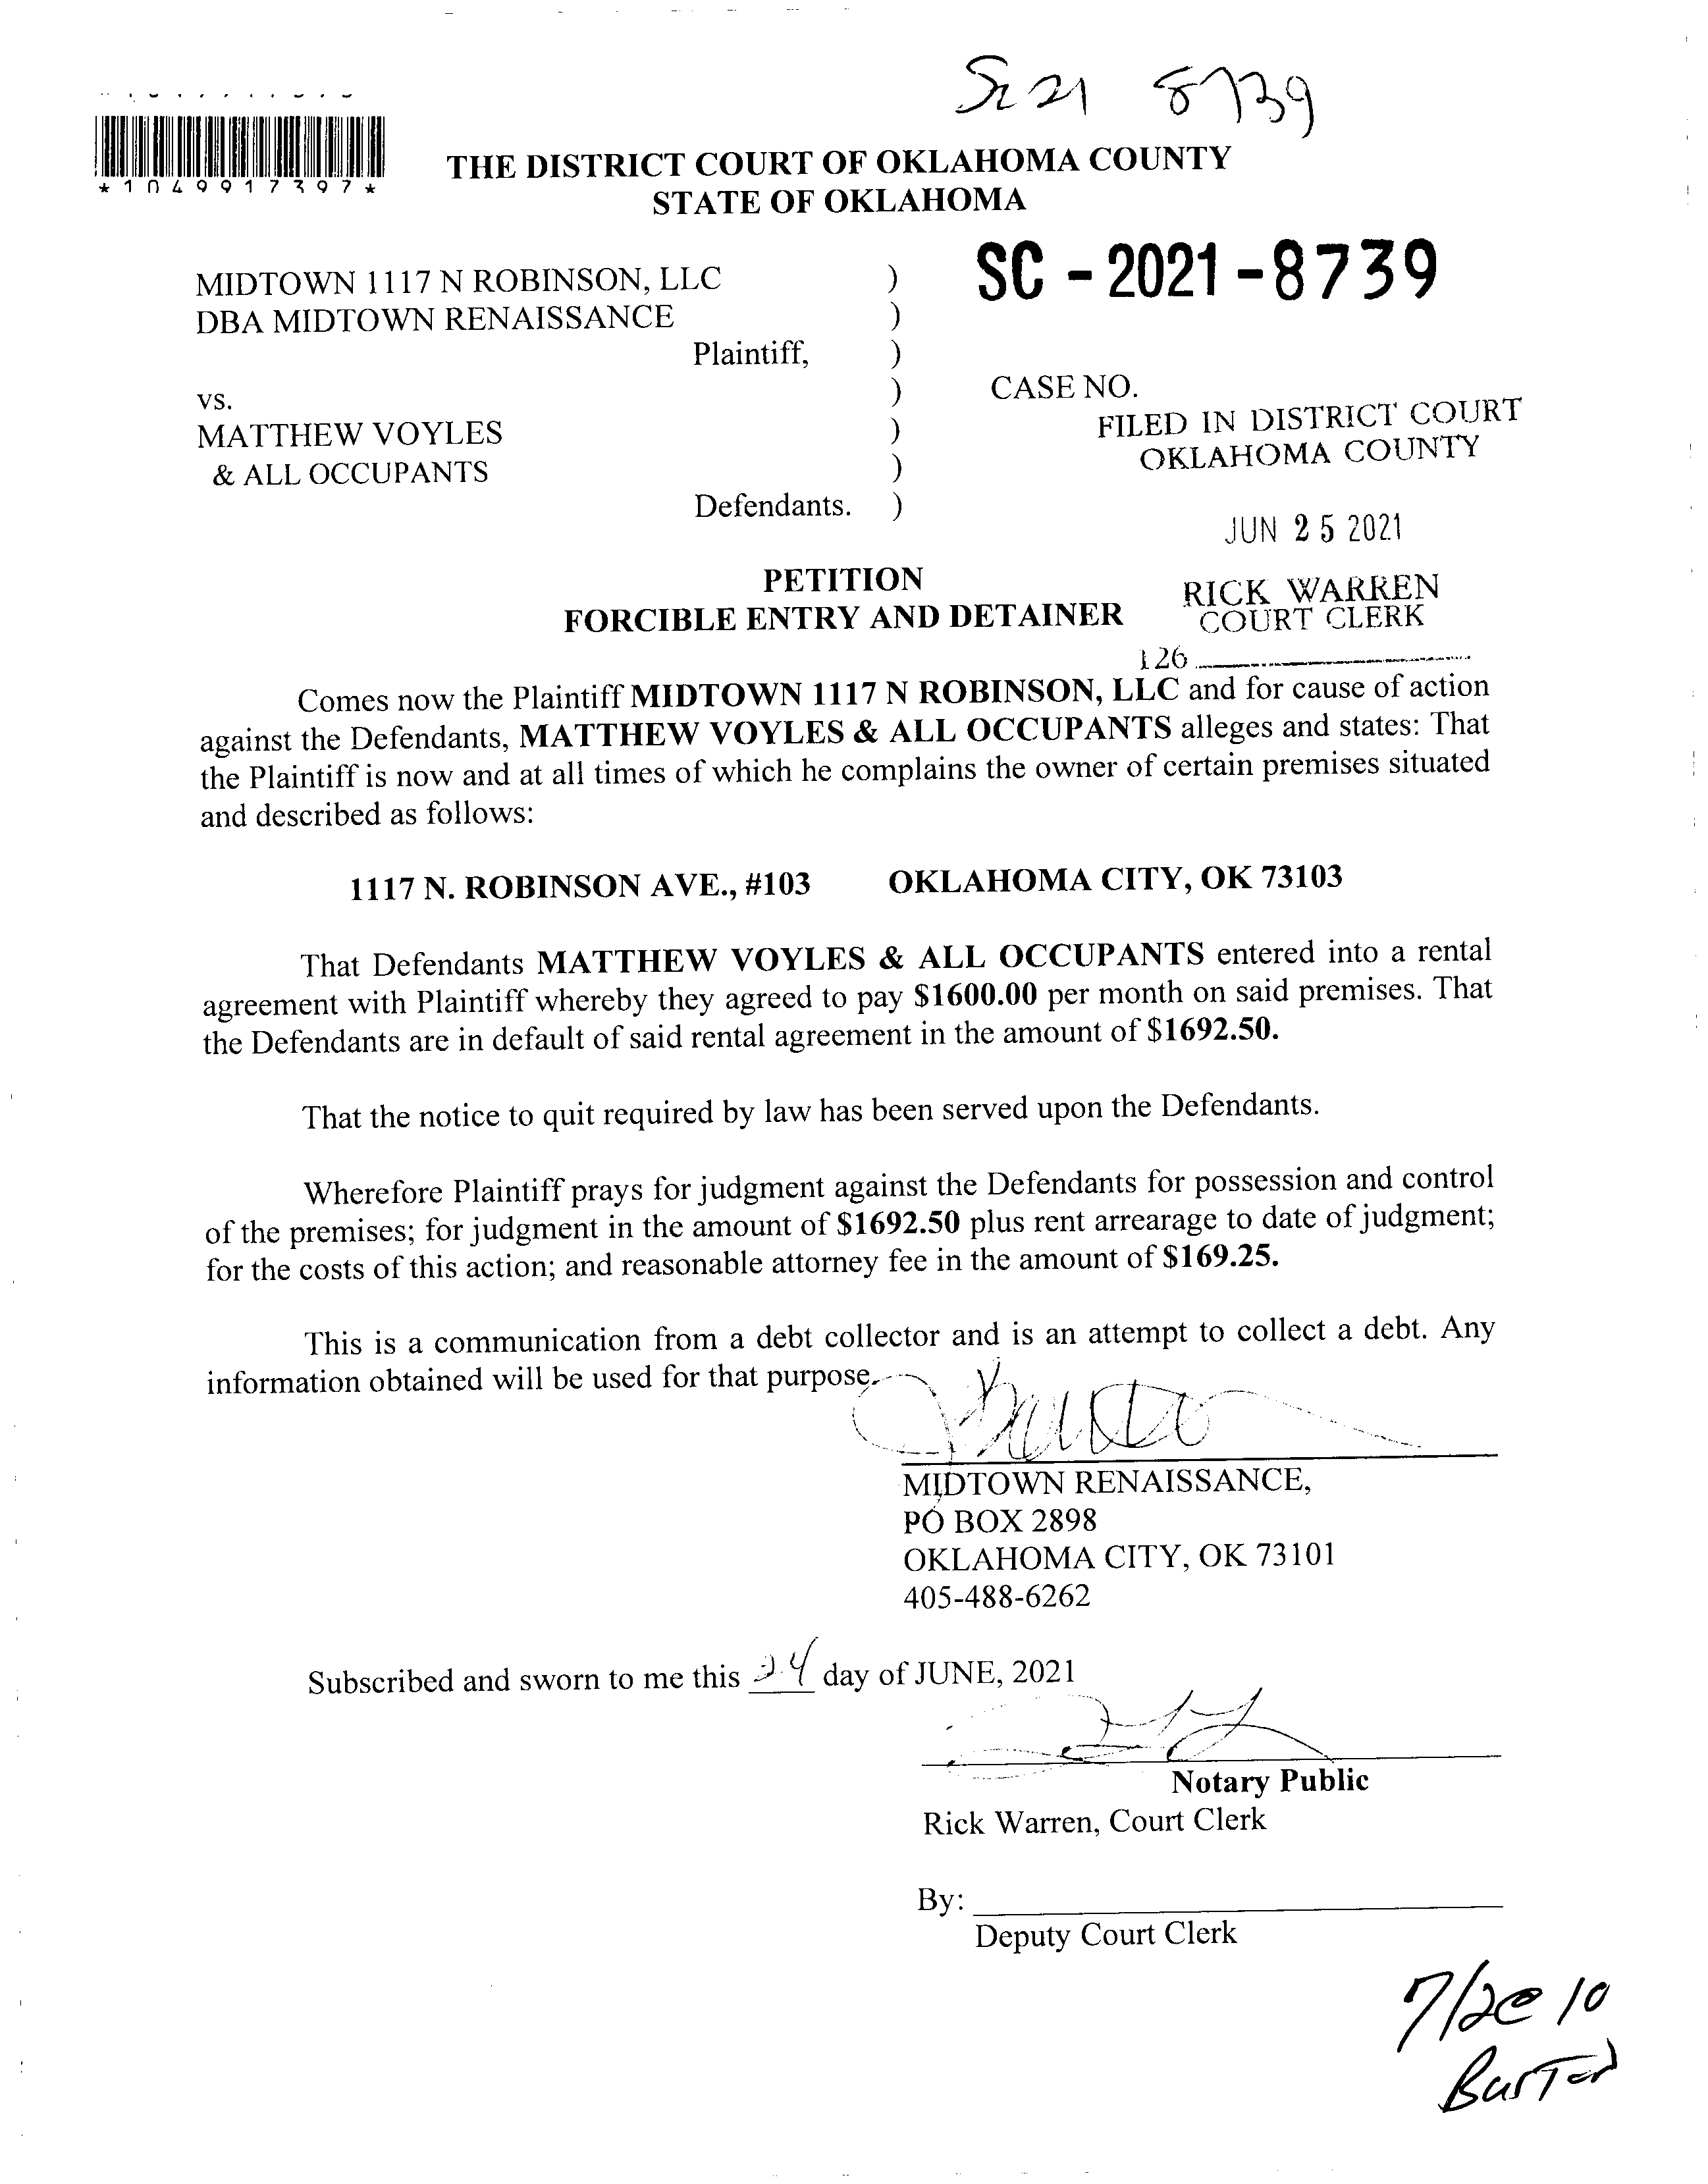 SC 21 8739
*1049917397*
THE DISTRICT COURT OF OKLAHOMA COUNTY
STATE OF OKLAHOMA
SC - 2021 - 8739
MIDTOWN 1117 N ROBINSON, LLC )
DBA MIDTOWN RENAISSANCE )
Plaintiff, )
)
vs. CASE NO.
MATTHEW VOYLES )
FILED IN DISTRICT COURT
& ALL OCCUPANTS )
OKLAHOMA COUNTY
Defendants. )
JUN 25 2021
PETITION
RICK WARREN
FORCIBLE ENTRY AND DETAINER
COURT CLERK
126
Comes now the Plaintiff MIDTOWN 1117 N ROBINSON, LLC and for cause of action
against the Defendants, MATTHEW VOYLES & ALL OCCUPANTS alleges and states: That
the Plaintiff is now and at all times of which he complains the owner of certain premises situated
and described as follows:
1117 N. ROBINSON AVE., #103 OKLAHOMA CITY, OK 73103
That Defendants MATTHEW VOYLES & ALL OCCUPANTS entered into a rental
agreement with Plaintiff whereby they agreed to pay $1600.00 per month on said premises. That
the Defendants are in default of said rental agreement in the amount of $1692.50.
That the notice to quit required by law has been served upon the Defendants.
Wherefore Plaintiff prays for judgment against the Defendants for possession and control
of the premises; for judgment in the amount of $1692.50 plus rent arrearage to date of judgment;
for the costs of this action; and reasonable attorney fee in the amount of $169.25.
This is a communication from a debt collector and is an attempt to collect a debt. Any
information obtained will be used for that purpose.
MIDTOWN RENAISSANCE,
PO BOX 2898
OKLAHOMA CITY, OK 73101
405-488-6262
Subscribed and sworn to me this 24 day of JUNE, 2021
Notary Public
Rick Warren, Court Clerk
By:
Deputy Court Clerk
7/2@ 10
Burton